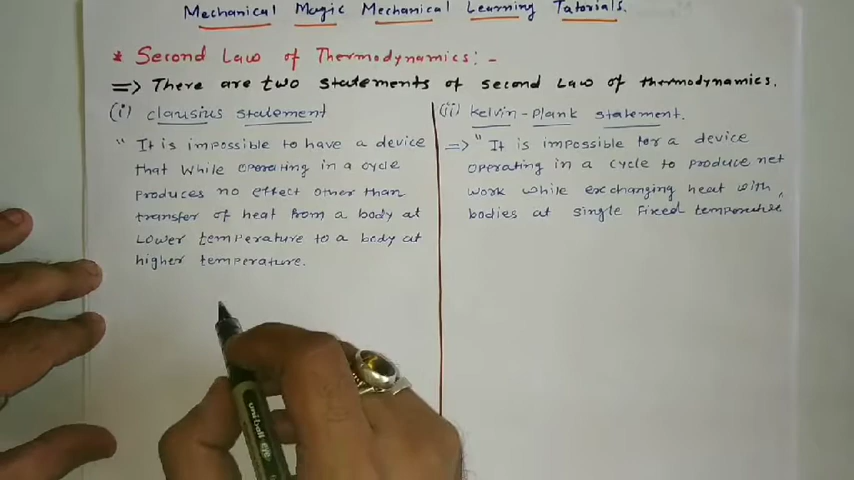 Mechanical Magic Mechanical Learning Tutorials.
* Second Law of Thermodynamics: -
=> There are two statements of second Law of thermodynamics.
(i) clausius statement
" It is impossible to have a device
that while operating in a cycle
produces no effect other than
transfer of heat from a body at
Lower temperature to a body at
higher temperature.
(ii) Kelvin-Plank statement.
=> " It is impossible for a device
operating in a cycle to produce net
work while exchanging heat with
bodies at single fixed temperature
uni-ball eye